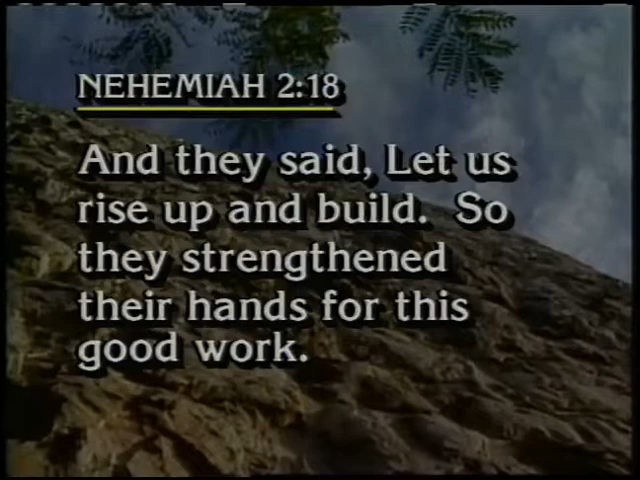 NEHEMIAH 2:18
And they said, Let us
rise up and build. So
they strengthened
their hands for this
good work.